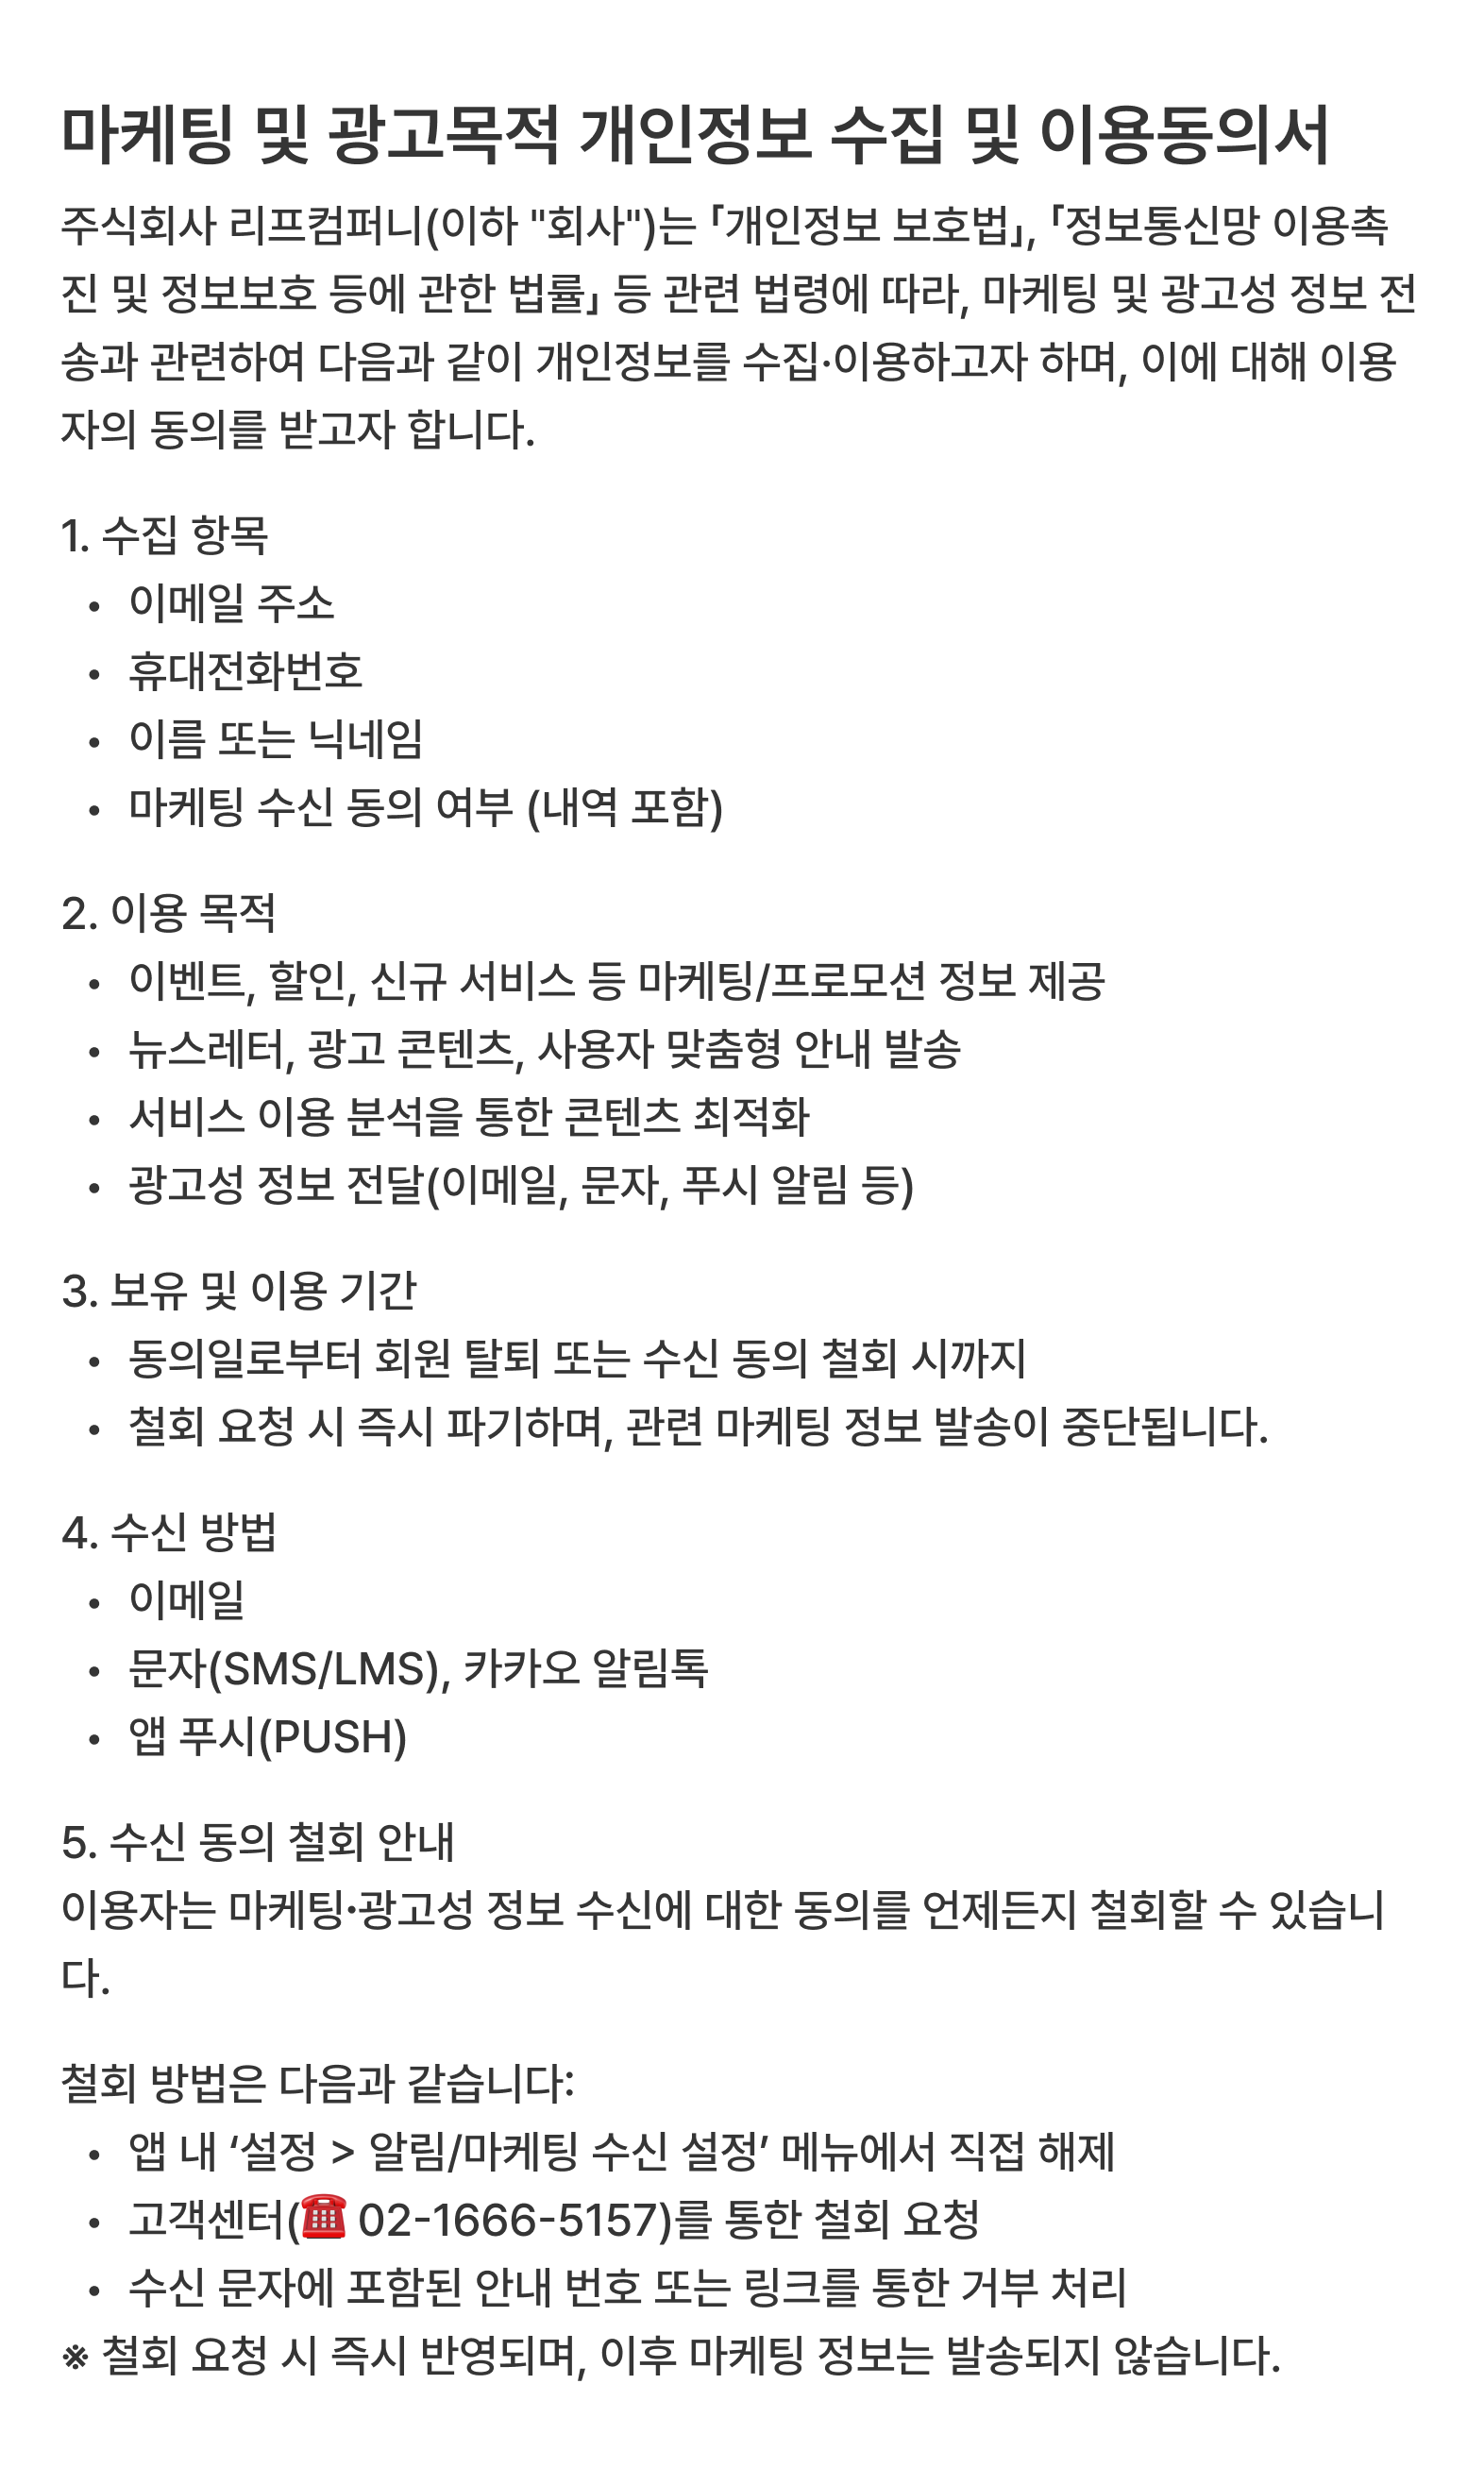 마케팅 및 광고목적 개인정보 수집 및 이용동의서
주식회사 리프컴퍼니(이하 "회사")는 「개인정보 보호법」, 「정보통신망 이용촉
진 및 정보보호 등에 관한 법률」 등 관련 법령에 따라, 마케팅 및 광고성 정보 전
송과 관련하여 다음과 같이 개인정보를 수집·이용하고자 하며, 이에 대해 이용
자의 동의를 받고자 합니다.
1. 수집 항목
• 이메일 주소
• 휴대전화번호
• 이름 또는 닉네임
• 마케팅 수신 동의 여부 (내역 포함)
2. 이용 목적
• 이벤트, 할인, 신규 서비스 등 마케팅/프로모션 정보 제공
• 뉴스레터, 광고 콘텐츠, 사용자 맞춤형 안내 발송
• 서비스 이용 분석을 통한 콘텐츠 최적화
• 광고성 정보 전달(이메일, 문자, 푸시 알림 등)
3. 보유 및 이용 기간
• 동의일로부터 회원 탈퇴 또는 수신 동의 철회 시까지
• 철회 요청 시 즉시 파기하며, 관련 마케팅 정보 발송이 중단됩니다.
4. 수신 방법
• 이메일
• 문자(SMS/LMS), 카카오 알림톡
• 앱 푸시(PUSH)
5. 수신 동의 철회 안내
이용자는 마케팅·광고성 정보 수신에 대한 동의를 언제든지 철회할 수 있습니
다.
철회 방법은 다음과 같습니다:
• 앱 내 ‘설정 > 알림/마케팅 수신 설정’ 메뉴에서 직접 해제
• 고객센터(☎️ 02-1666-5157)를 통한 철회 요청
• 수신 문자에 포함된 안내 번호 또는 링크를 통한 거부 처리
※ 철회 요청 시 즉시 반영되며, 이후 마케팅 정보는 발송되지 않습니다.